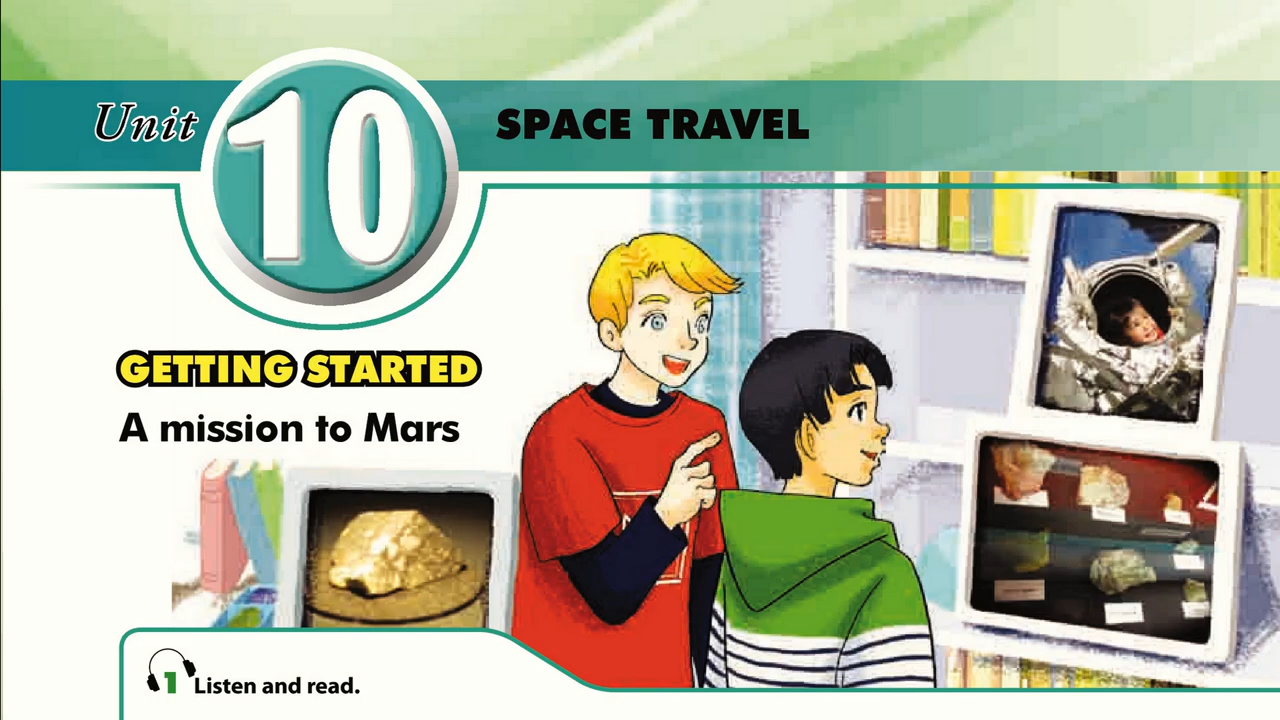 Unit 10 SPACE TRAVEL
GETTING STARTED
A mission to Mars
1 Listen and read.